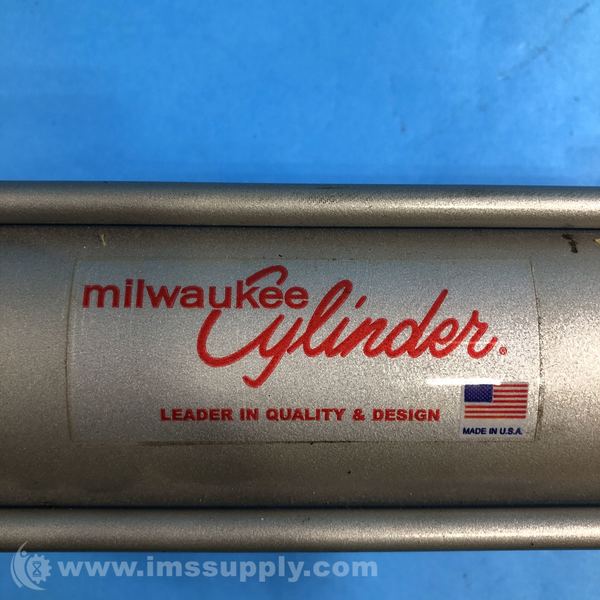 milwaukee
Cylinder®
LEADER IN QUALITY & DESIGN
MADE IN U.S.A.
www.imssupply.com